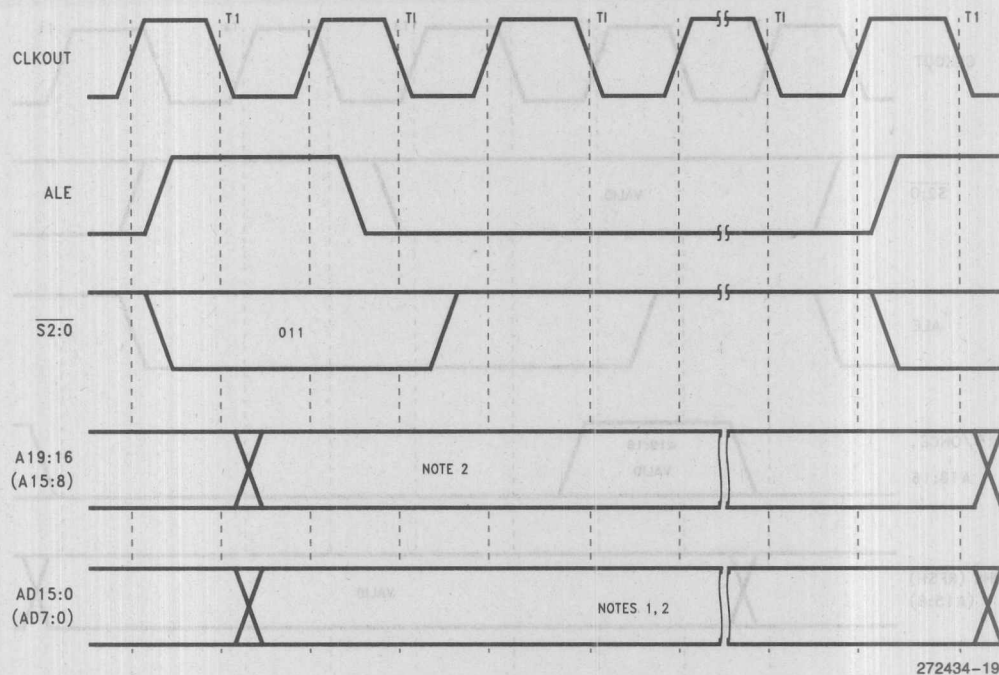 T1 TI TI TI T1
CLKOUT
ALE
S2:0
011
A19:16
(A15:8)
NOTE 2
AD15:0
(AD7:0)
NOTES 1,2
272434-19